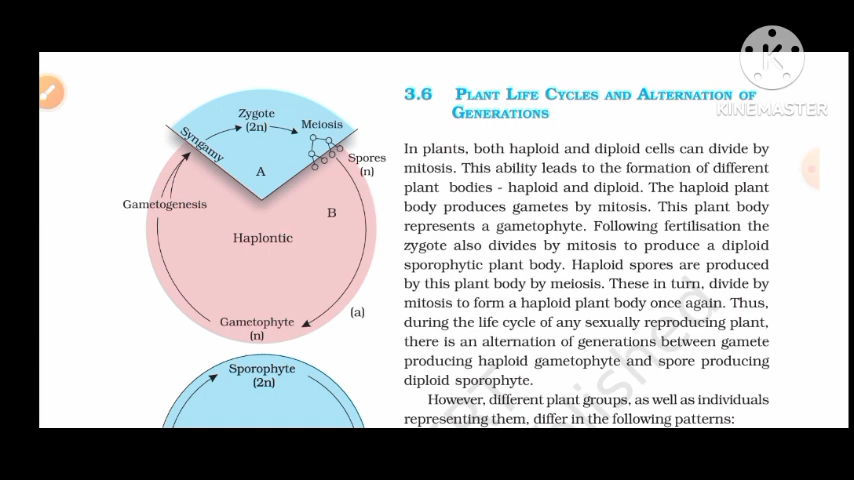 KINEMASTER
Zygote
(2n)
Meiosis
Syngamy
Spores
(n)
A
B
Gametogenesis
Haplontic
Gametophyte
(n)
(a)
Sporophyte
(2n)
3.6 PLANT LIFE CYCLES AND ALTERNATION OF
GENERATIONS
In plants, both haploid and diploid cells can divide by
mitosis. This ability leads to the formation of different
plant bodies - haploid and diploid. The haploid plant
body produces gametes by mitosis. This plant body
represents a gametophyte. Following fertilisation the
zygote also divides by mitosis to produce a diploid
sporophytic plant body. Haploid spores are produced
by this plant body by meiosis. These in turn, divide by
mitosis to form a haploid plant body once again. Thus,
during the life cycle of any sexually reproducing plant,
there is an alternation of generations between gamete
producing haploid gametophyte and spore producing
diploid sporophyte.
However, different plant groups, as well as individuals
representing them, differ in the following patterns: